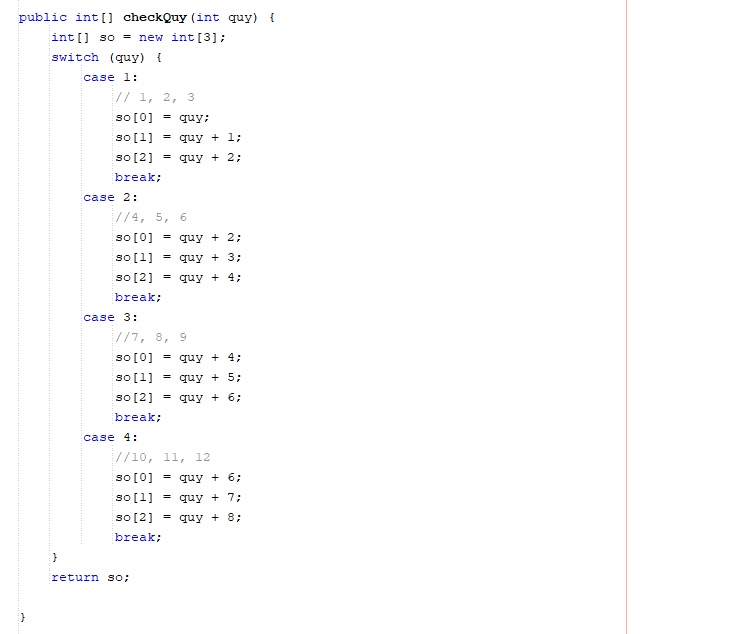 public int[] checkQuy(int quy) {
    int[] so = new int[3];
    switch (quy) {
        case 1:
            // 1, 2, 3
            so[0] = quy;
            so[1] = quy + 1;
            so[2] = quy + 2;
            break;
        case 2:
            //4, 5, 6
            so[0] = quy + 2;
            so[1] = quy + 3;
            so[2] = quy + 4;
            break;
        case 3:
            //7, 8, 9
            so[0] = quy + 4;
            so[1] = quy + 5;
            so[2] = quy + 6;
            break;
        case 4:
            //10, 11, 12
            so[0] = quy + 6;
            so[1] = quy + 7;
            so[2] = quy + 8;
            break;
    }
    return so;

}